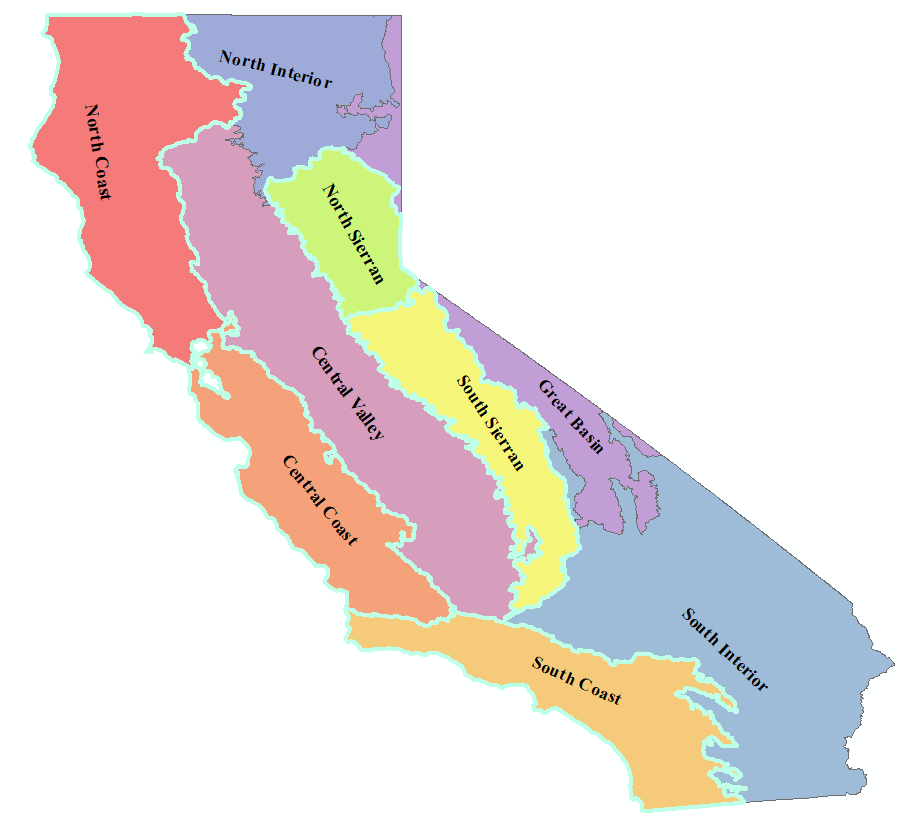 North Interior
North Coast
North Sierran
Central Valley
South Sierran
Great Basin
Central Coast
South Interior
South Coast